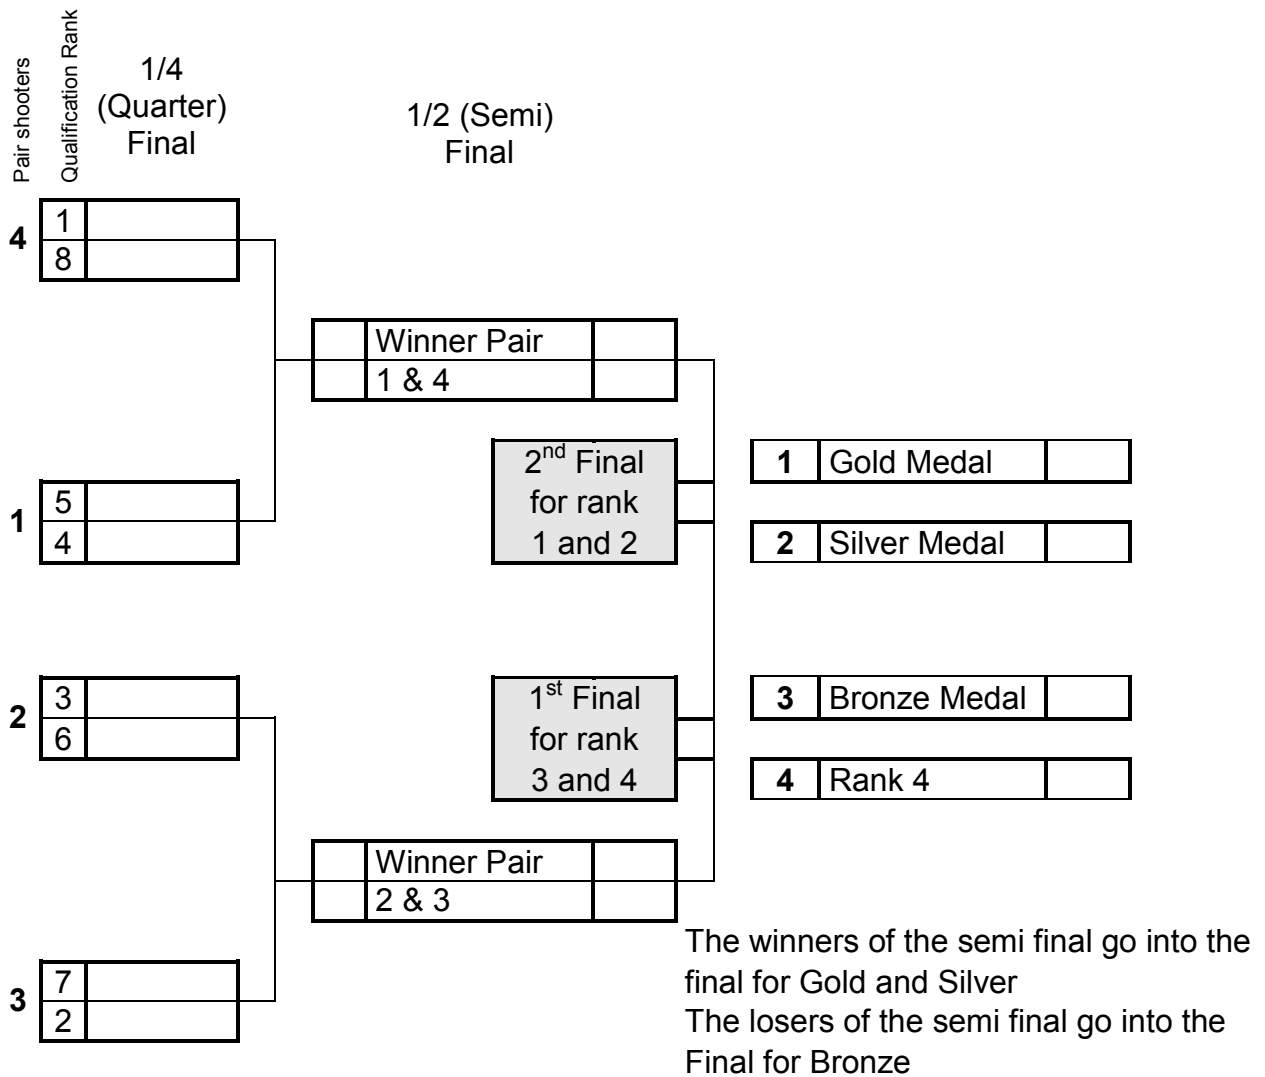 Pair shooters
Qualification Rank
1/4
(Quarter)
Final
1/2 (Semi)
Final
4
1
8
Winner Pair
1 & 4
1
5
4
2nd Final
for rank
1 and 2
1 Gold Medal
2 Silver Medal
2
3
6
1st Final
for rank
3 and 4
3 Bronze Medal
4 Rank 4
Winner Pair
2 & 3
3
7
2
The winners of the semi final go into the
final for Gold and Silver
The losers of the semi final go into the
Final for Bronze